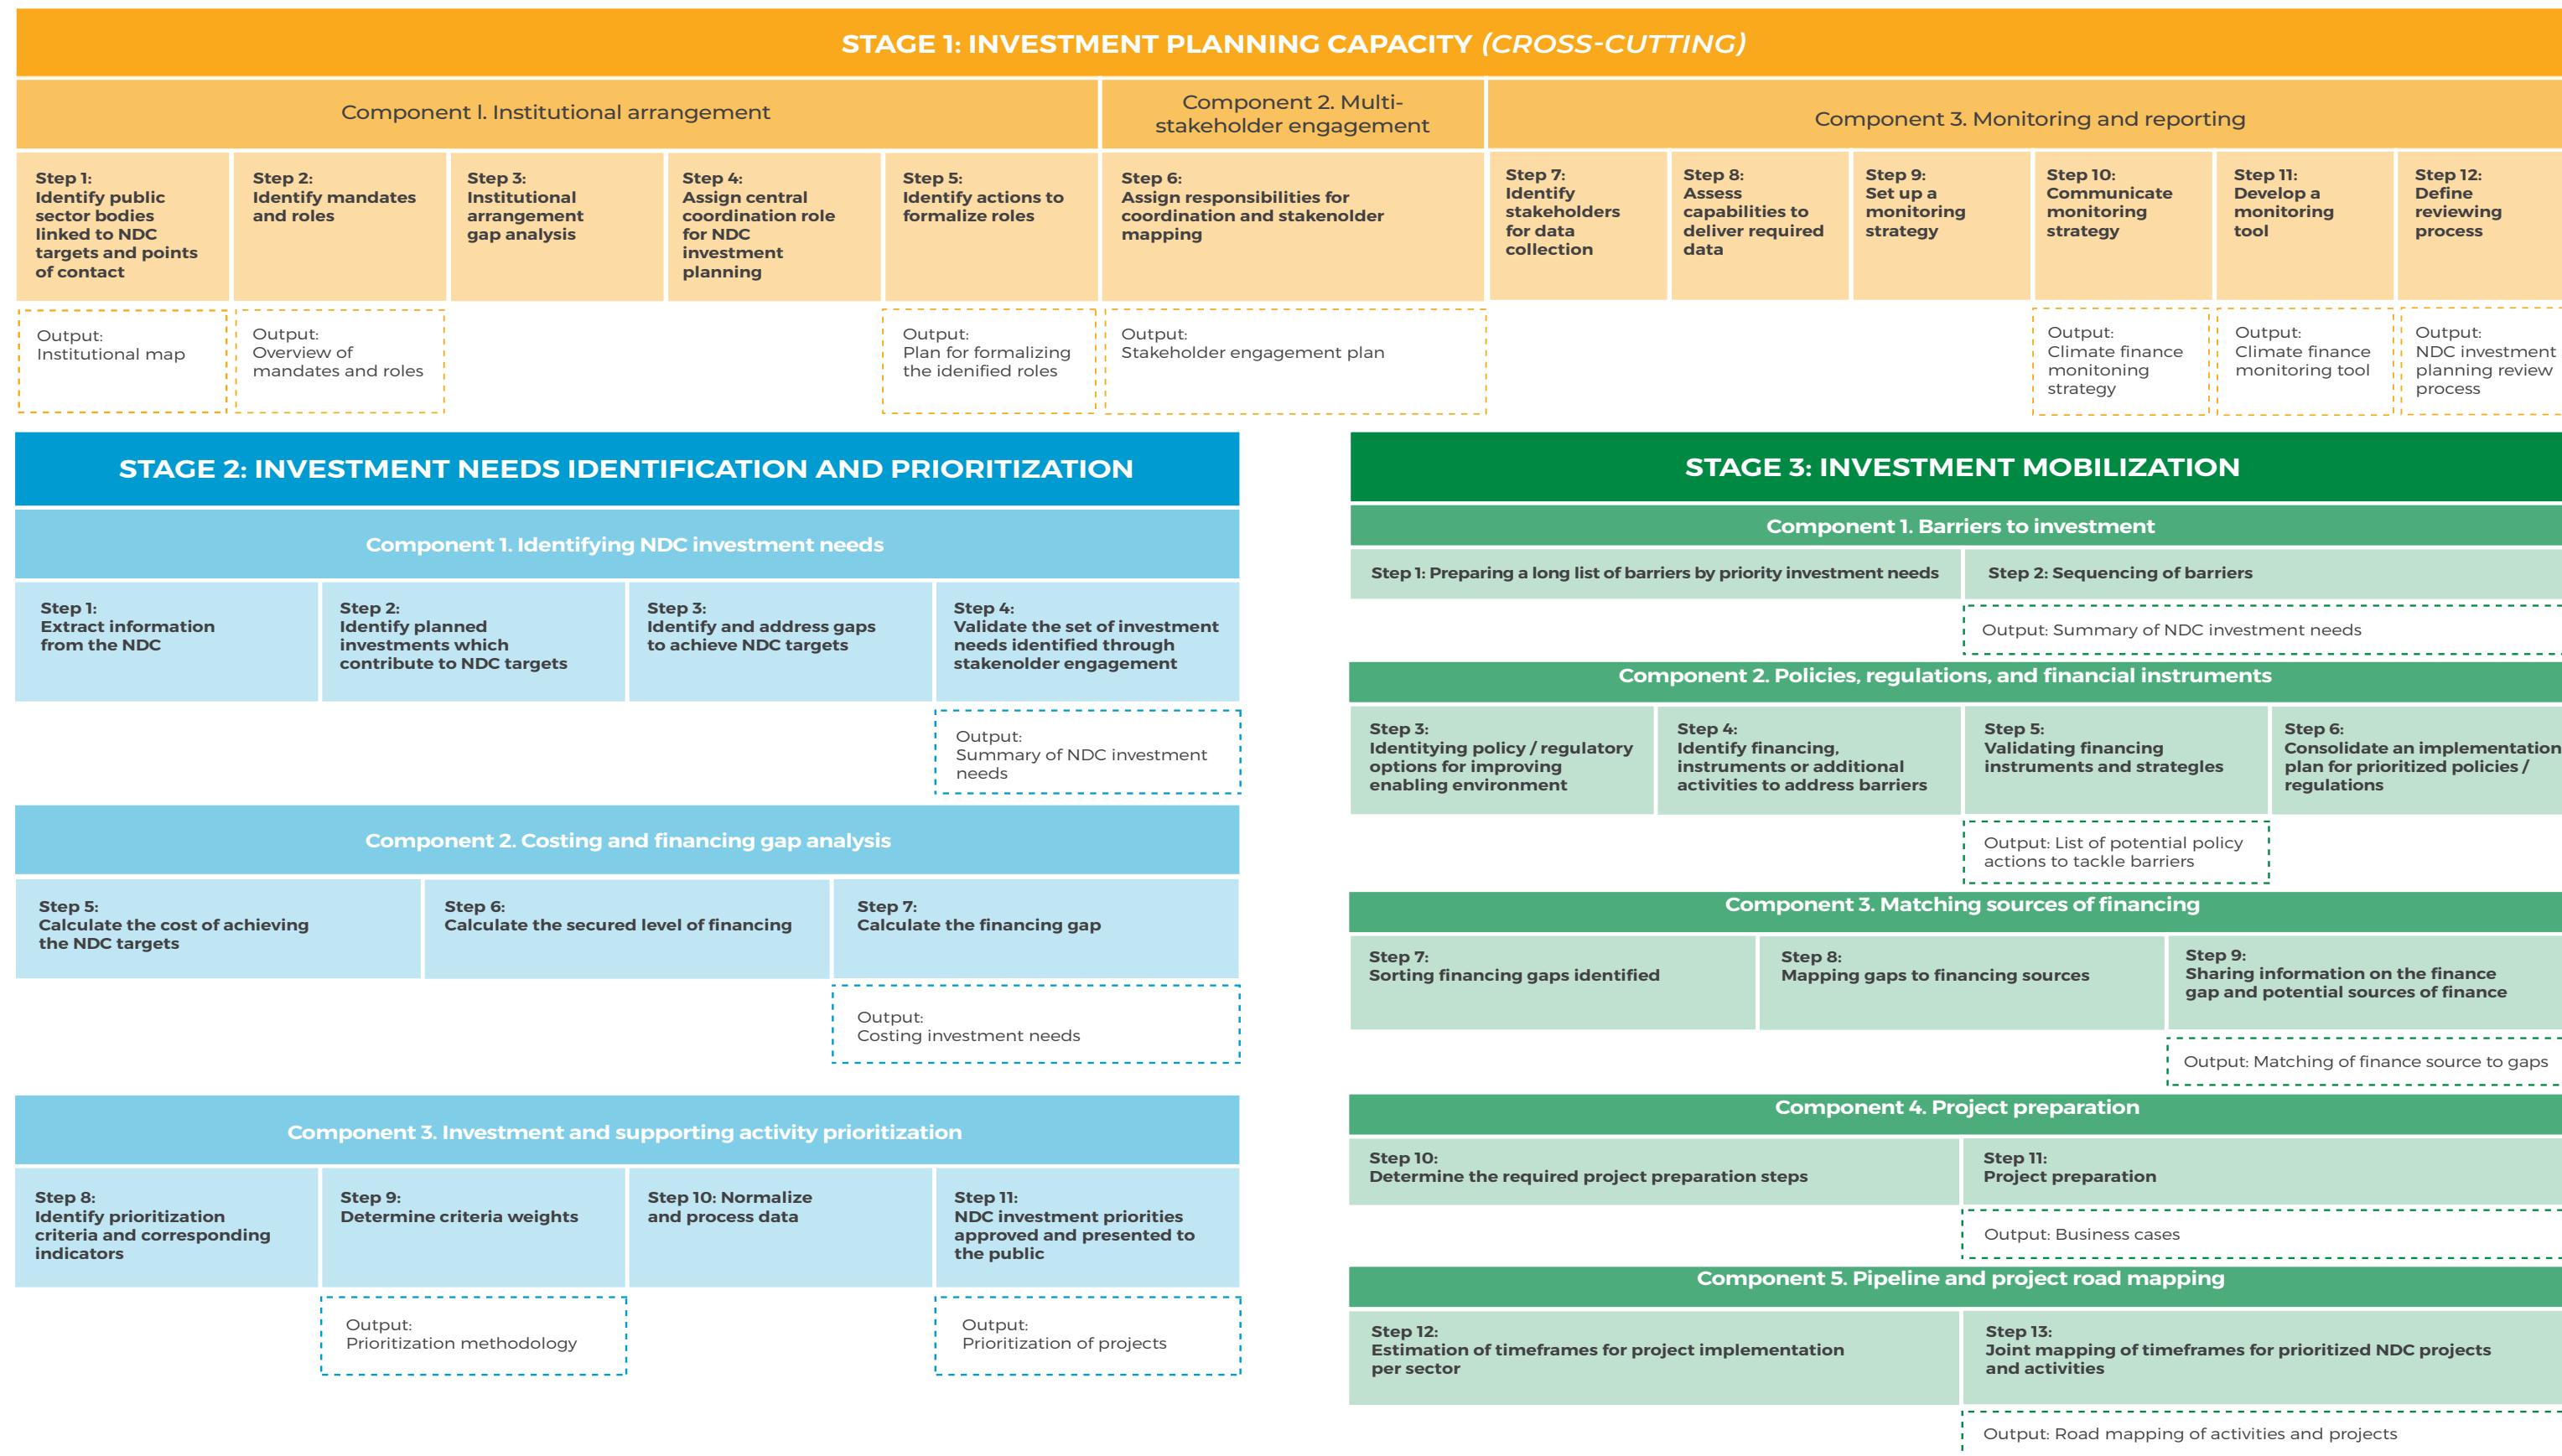 STAGE 1: INVESTMENT PLANNING CAPACITY (CROSS-CUTTING)
Component l. Institutional arrangement
Component 2. Multi-
stakeholder engagement
Component 3. Monitoring and reporting
Step 1:
Identify public
sector bodies
linked to NDC
targets and points
of contact
Step 2:
Identify mandates
and roles
Step 3:
Institutional
arrangement
gap analysis
Step 4:
Assign central
coordination role
for NDC
investment
planning
Step 5:
Identify actions to
formalize roles
Step 6:
Assign responsibilities for
coordination and stakenolder
mapping
Step 7:
Identify
stakeholders
for data
collection
Step 8:
Assess
capabilities to
deliver required
data
Step 9:
Set up a
monitoring
strategy
Step 10:
Communicate
monitoring
strategy
Step 11:
Develop a
monitoring
tool
Step 12:
Define
reviewing
process
Output:
Institutional map
Output:
Overview of
mandates and roles
Output:
Plan for formalizing
the idenified roles
Output:
Stakeholder engagement plan
Output:
Climate finance
monitoning
strategy
Output:
Climate finance
monitoring tool
Output:
NDC investment
planning review
process
STAGE 2: INVESTMENT NEEDS IDENTIFICATION AND PRIORITIZATION
Component 1. Identifying NDC investment needs
Step 1:
Extract information
from the NDC
Step 2:
Identify planned
investments which
contribute to NDC targets
Step 3:
Identify and address gaps
to achieve NDC targets
Step 4:
Validate the set of investment
needs identified through
stakenolder engagement
Output:
Summary of NDC investment
needs
Component 2. Costing and financing gap analysis
Step 5:
Calculate the cost of achieving
the NDC targets
Step 6:
Calculate the secured level of financing
Step 7:
Calculate the financing gap
Output:
Costing investment needs
Component 3. Investment and supporting activity prioritization
Step 8:
Identify prioritization
criteria and corresponding
indicators
Step 9:
Determine criteria weights
Step 10: Normalize
and process data
Step 11:
NDC investment priorities
approved and presented to
the public
Output:
Prioritization methodology
Output:
Prioritization of projects
STAGE 3: INVESTMENT MOBILIZATION
Component 1. Barriers to investment
Step 1: Preparing a long list of barriers by priority investment needs
Step 2: Sequencing of barriers
Output: Summary of NDC investment needs
Component 2. Policies, regulations, and financial instruments
Step 3:
Identitying policy / regulatory
options for improving
enabling environment
Step 4:
Identify financing,
instruments or additional
activities to address barriers
Step 5:
Validating financing
instruments and strategles
Step 6:
Consolidate an implementation
plan for prioritized policies /
regulations
Output: List of potential policy
actions to tackle barriers
Component 3. Matching sources of financing
Step 7:
Sorting financing gaps identified
Step 8:
Mapping gaps to financing sources
Step 9:
Sharing information on the finance
gap and potential sources of finance
Output: Matching of finance source to gaps
Component 4. Project preparation
Step 10:
Determine the required project preparation steps
Step 11:
Project preparation
Output: Business cases
Component 5. Pipeline and project road mapping
Step 12:
Estimation of timeframes for project implementation
per sector
Step 13:
Joint mapping of timeframes for prioritized NDC projects
and activities
Output: Road mapping of activities and projects